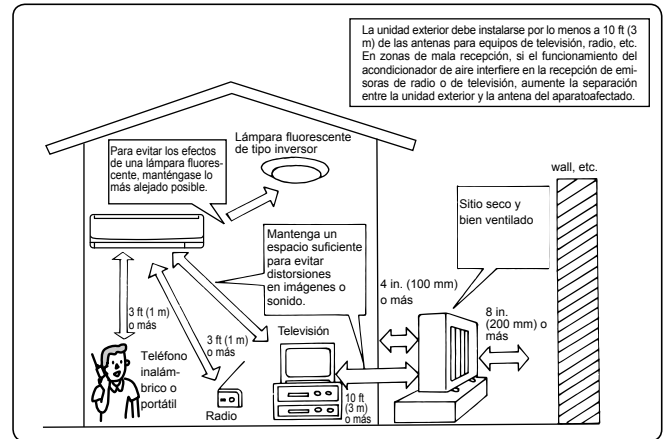 La unidad exterior debe instalarse por lo menos a 10 ft (3
m) de las antenas para equipos de televisión, radio, etc.
En zonas de mala recepción, si el funcionamiento del
acondicionador de aire interfiere en la recepción de emi-
soras de radio o de televisión, aumente la separación
entre la unidad exterior y la antena del aparatoafectado.
Lámpara fluorescente
de tipo inversor
Para evitar los efectos
de una lámpara fluores-
cente, manténgase lo
más alejado posible.
wall, etc.
Sitio seco y
bien ventilado
Mantenga un
espacio suficiente
para evitar
distorsiones
en imágenes o
sonido.
4 in. (100 mm)
o más
8 in.
(200 mm) o
más
3 ft (1 m)
o más
3 ft (1 m)
o más
Televisión
Teléfono
inalám-
brico o
portátil
Radio
10 ft
(3 m)
o más